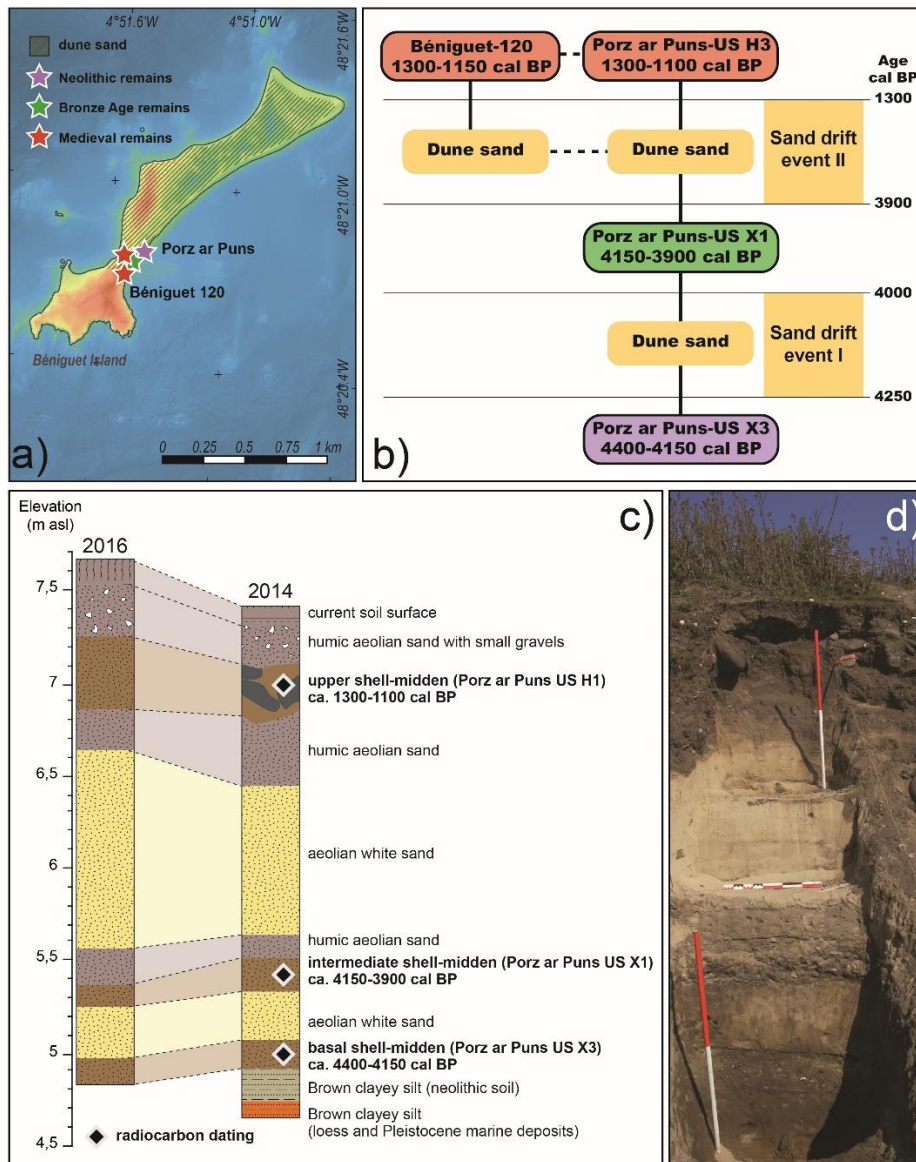 4°51.6'W
4°51.0'W
dune sand
Neolithic remains
Bronze Age remains
Medieval remains
48°21.6'N
48°21.0'N
48°20.4'N
Porz ar Puns
Béniguet 120
Béniguet Island
0 0.25 0.50 0.75 1 km
a)
b)
Age
cal BP
Béniguet-120
1300-1150 cal BP
Porz ar Puns-US H3
1300-1100 cal BP
1300
Dune sand
Dune sand
Sand drift
event II
3900
Porz ar Puns-US X1
4150-3900 cal BP
4000
Dune sand
Sand drift
event I
4250
Porz ar Puns-US X3
4400-4150 cal BP
c)
Elevation
(m asl)
2016
2014
7,5
7
6,5
6
5,5
5
4,5
current soil surface
humic aeolian sand with small gravels
upper shell-midden (Porz ar Puns US H1)
ca. 1300-1100 cal BP
humic aeolian sand
aeolian white sand
humic aeolian sand
intermediate shell-midden (Porz ar Puns US X1)
ca. 4150-3900 cal BP
aeolian white sand
basal shell-midden (Porz ar Puns US X3)
ca. 4400-4150 cal BP
Brown clayey silt (neolithic soil)
Brown clayey silt
(loess and Pleistocene marine deposits)
radiocarbon dating
d)